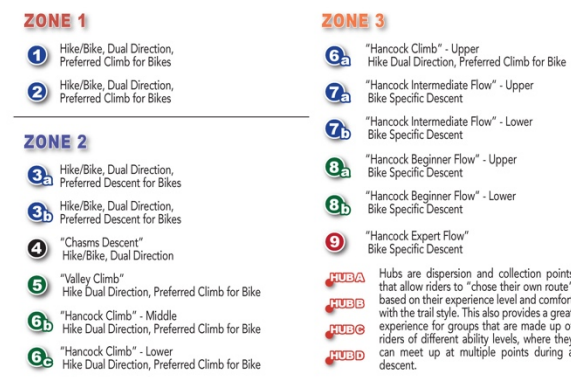 ZONE 1
1
Hike/Bike, Dual Direction,
Preferred Climb for Bikes
2
Hike/Bike, Dual Direction,
Preferred Climb for Bikes
ZONE 2
3a
Hike/Bike, Dual Direction,
Preferred Descent for Bikes
3b
Hike/Bike, Dual Direction,
Preferred Descent for Bikes
4
"Chasms Descent"
Hike/Bike, Dual Direction
5
"Valley Climb"
Hike Dual Direction, Preferred Climb for Bike
6b
"Hancock Climb" - Middle
Hike Dual Direction, Preferred Climb for Bike
6c
"Hancock Climb" - Lower
Hike Dual Direction, Preferred Climb for Bike
ZONE 3
6a
"Hancock Climb" - Upper
Hike Dual Direction, Preferred Climb for Bike
7a
"Hancock Intermediate Flow" - Upper
Bike Specific Descent
7b
"Hancock Intermediate Flow" - Lower
Bike Specific Descent
8a
"Hancock Beginner Flow" - Upper
Bike Specific Descent
8b
"Hancock Beginner Flow" - Lower
Bike Specific Descent
9
"Hancock Expert Flow"
Bike Specific Descent
HUB A
HUB B
HUB C
HUB D
Hubs are dispersion and collection points
that allow riders to "chose their own route"
based on their experience level and comfort
with the trail style. This also provides a great
experience for groups that are made up of
riders of different ability levels, where they
can meet up at multiple points during a
descent.